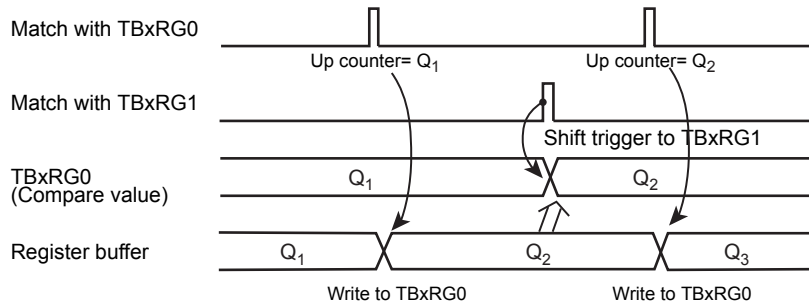 Match with TBxRG0
Up counter= Q1
Up counter= Q2
Match with TBxRG1
Shift trigger to TBxRG1
TBxRG0
(Compare value)
Q1
Q2
Register buffer
Q1
Q2
Q3
Write to TBxRG0
Write to TBxRG0